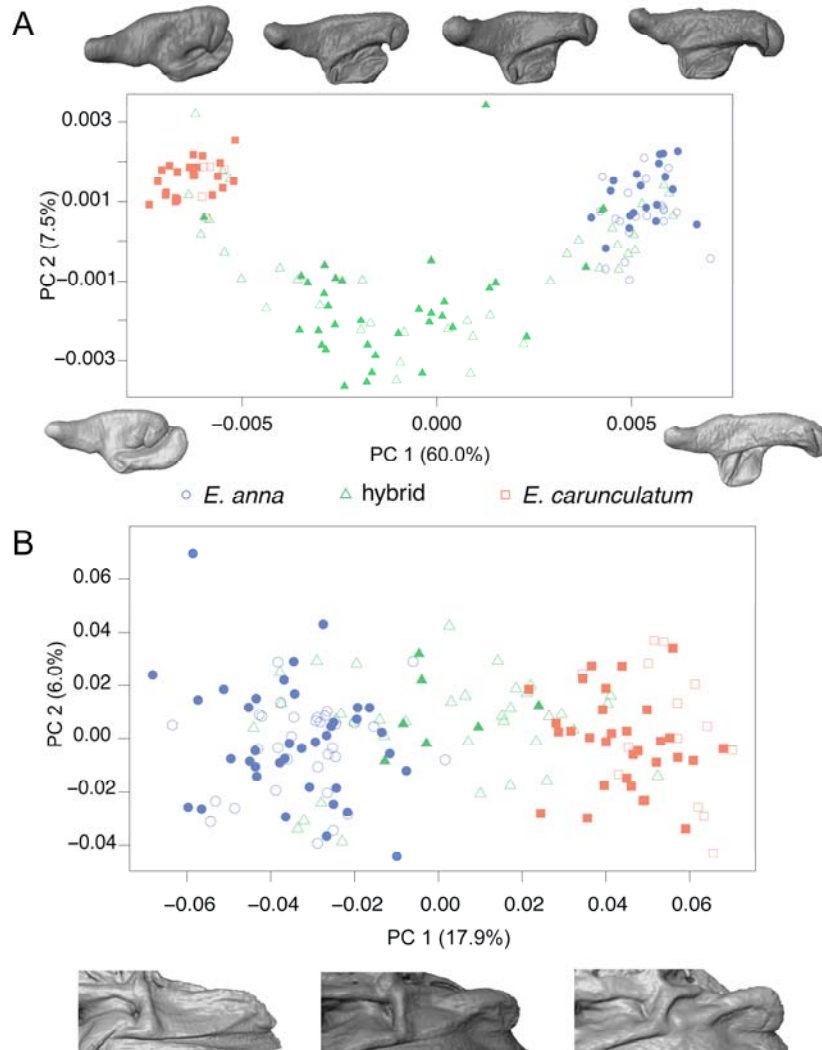 A
0.003
0.001
−0.001
−0.003
PC 2 (7.5%)
−0.005 0.000 0.005
PC 1 (60.0%)
E. anna hybrid E. carunculatum
B
0.06
0.04
0.02
0.00
−0.02
−0.04
PC 2 (6.0%)
−0.06 −0.04 −0.02 0.00 0.02 0.04 0.06
PC 1 (17.9%)